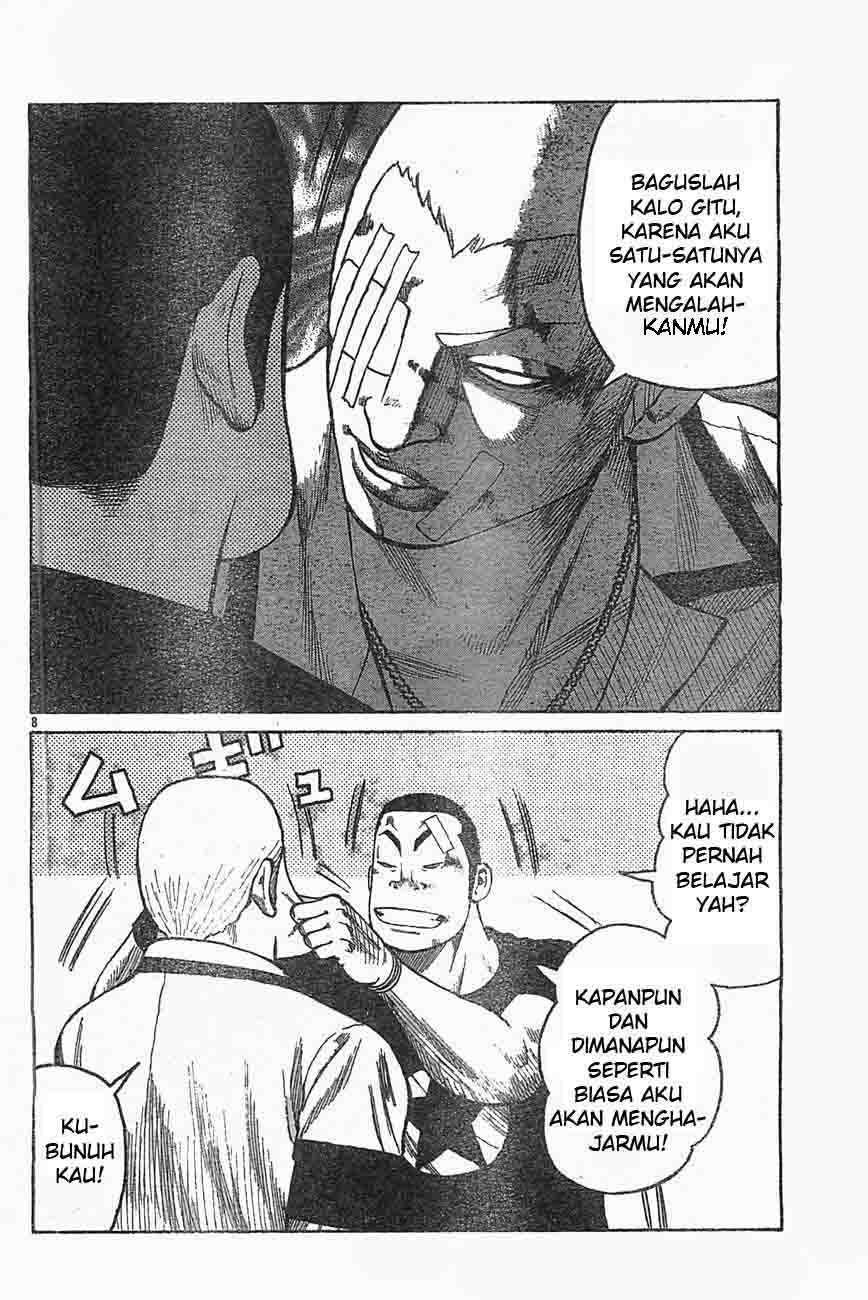 BAGUSLAH
KALO GITU,
KARENA AKU
SATU-SATUNYA
YANG AKAN
MENGALAH-
KANMU!
8
ムギュ
HAHA...
KAU TIDAK
PERNAH
BELAJAR
YAH?
KAPANPUN
DAN
DIMANAPUN
SEPERTI
BIASA AKU
AKAN MENGHA-
JARMU!
KU-
BUNUH
KAU!